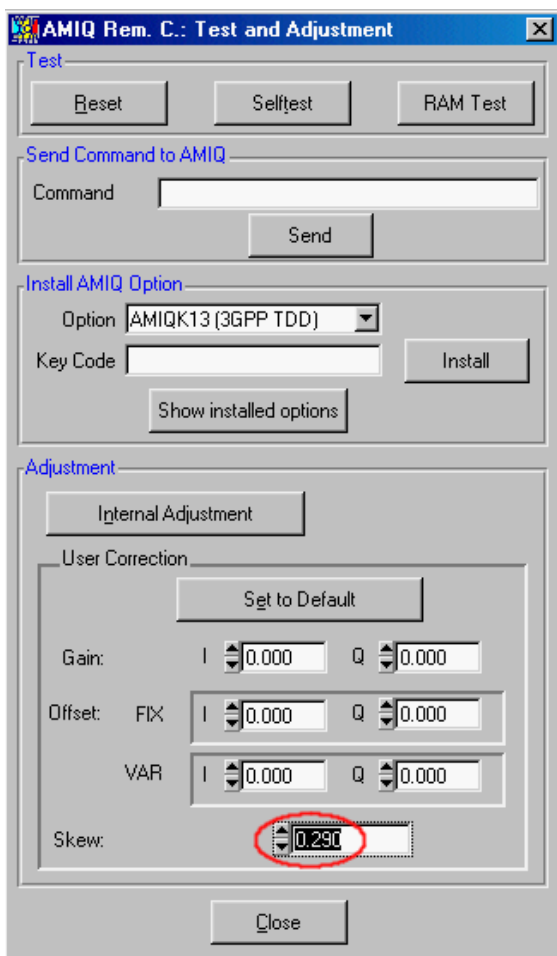 AMIQ Rem. C.: Test and Adjustment
Test
Reset Selftest RAM Test
Send Command to AMIQ
Command
Send
Install AMIQ Option
Option AMIQK13 (3GPP TDD)
Key Code Install
Show installed options
Adjustment
Internal Adjustment
User Correction
Set to Default
Gain: I 0.000 Q 0.000
Offset: FIX I 0.000 Q 0.000
VAR I 0.000 Q 0.000
Skew: 0.290
Close